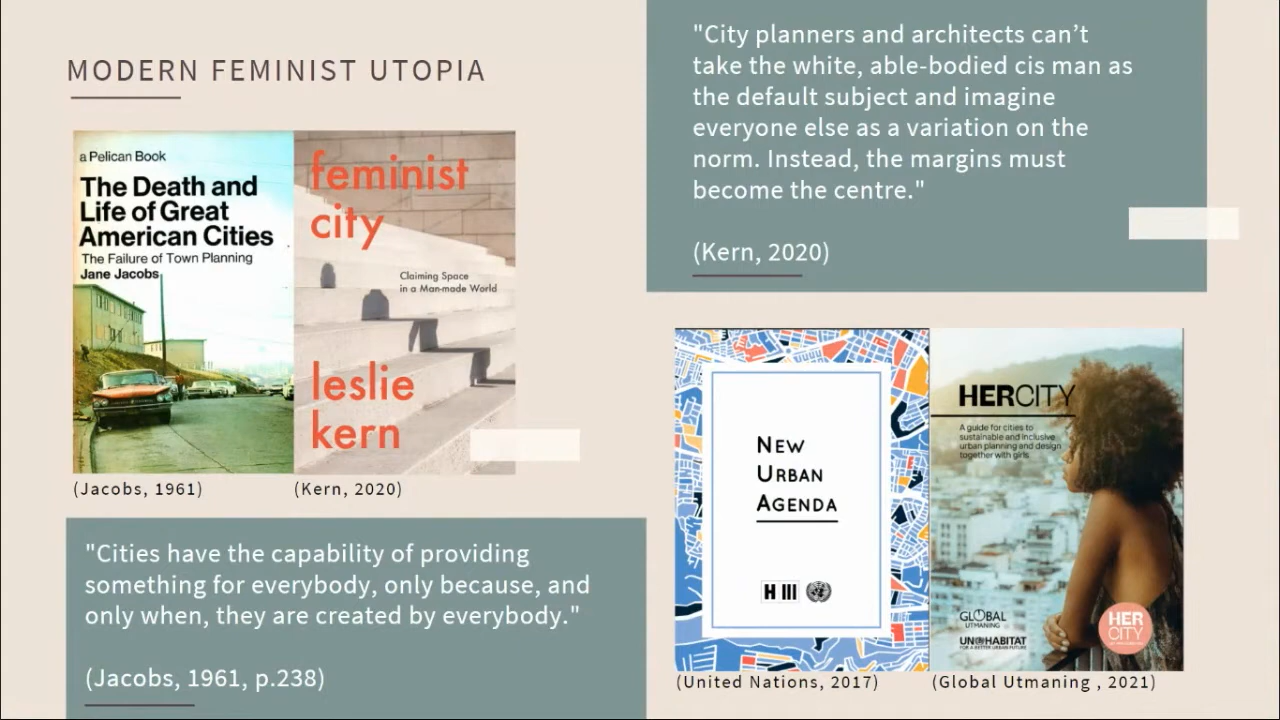 MODERN FEMINIST UTOPIA
a Pelican Book
The Death and
Life of Great
American Cities
The Failure of Town Planning
Jane Jacobs
feminist
city
Claiming Space
in a Man-made World
leslie
kern
(Jacobs, 1961)
(Kern, 2020)
"Cities have the capability of providing
something for everybody, only because, and
only when, they are created by everybody."
(Jacobs, 1961, p.238)
"City planners and architects can’t
take the white, able-bodied cis man as
the default subject and imagine
everyone else as a variation on the
norm. Instead, the margins must
become the centre."
(Kern, 2020)
NEW
URBAN
AGENDA
H III
HERCITY
A guide for cities to
sustainable and inclusive
urban planning and design
together with girls
GLOBAL
UTMANING
UN HABITAT
FOR A BETTER URBAN FUTURE
HER
CITY
(United Nations, 2017)
(Global Utmaning , 2021)